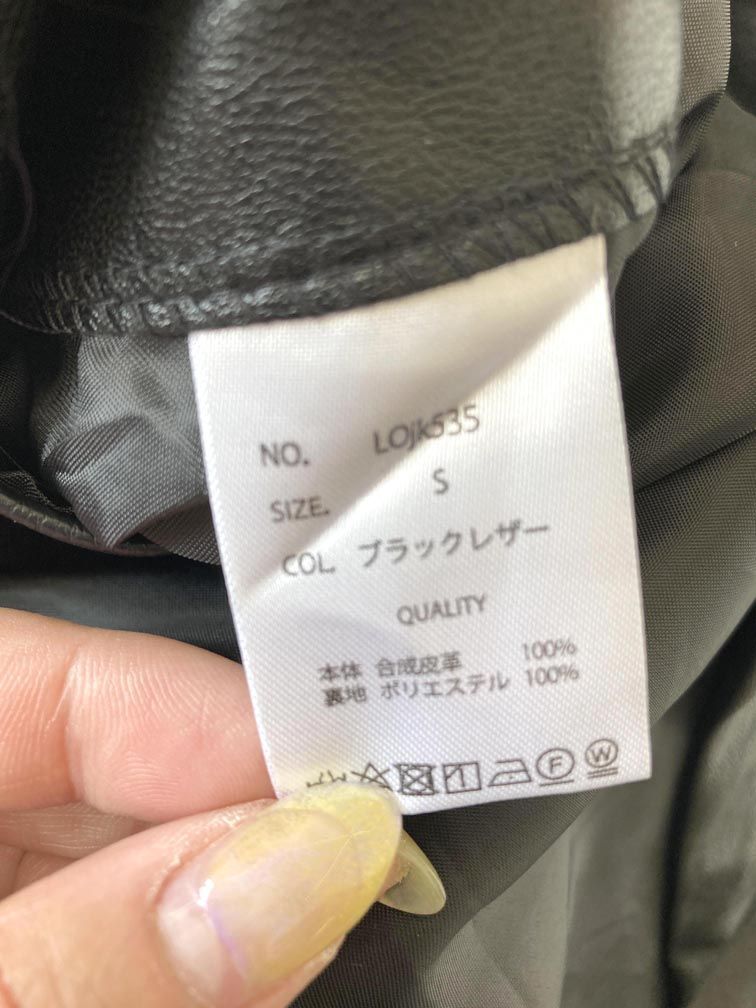 NO. LOjk535
SIZE. S
COL. ブラックレザー
QUALITY
本体 合成皮革 100%
裏地 ポリエステル 100%
F W